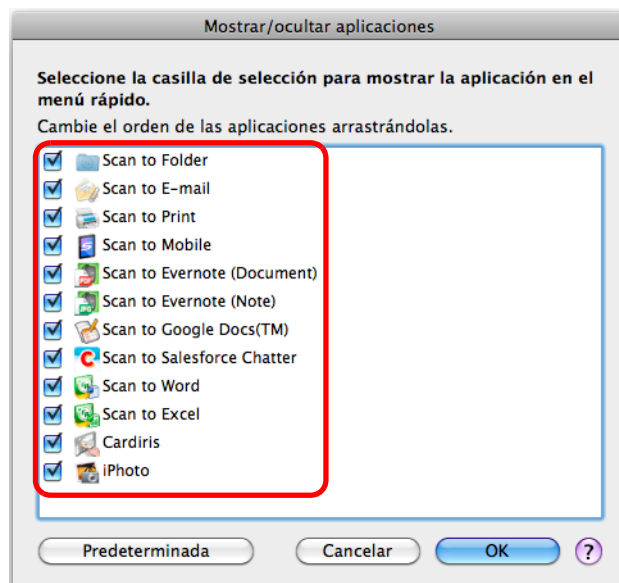 Mostrar/ocultar aplicaciones
Seleccione la casilla de selección para mostrar la aplicación en el
menú rápido.
Cambie el orden de las aplicaciones arrastrándolas.
Scan to Folder
Scan to E-mail
Scan to Print
Scan to Mobile
Scan to Evernote (Document)
Scan to Evernote (Note)
Scan to Google Docs(TM)
Scan to Salesforce Chatter
Scan to Word
Scan to Excel
Cardiris
iPhoto
Predeterminada
Cancelar
OK
?